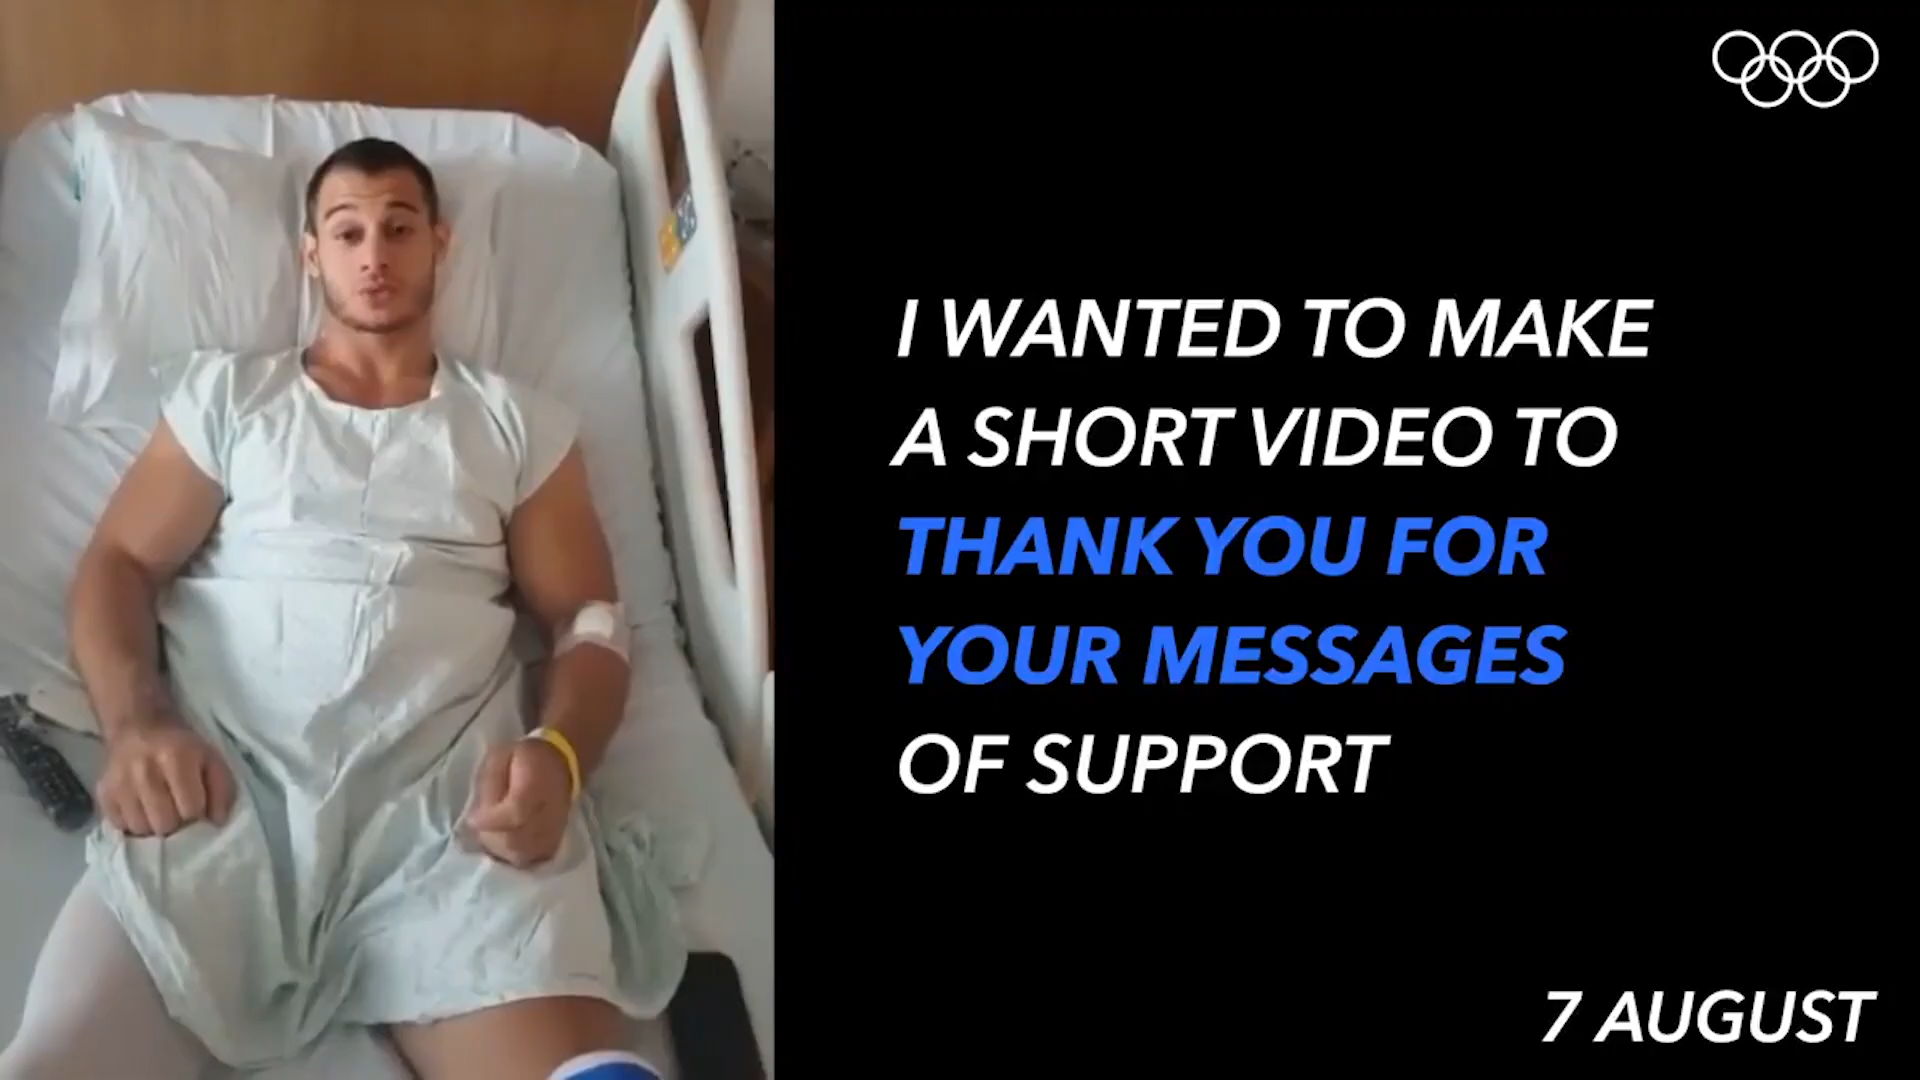 I WANTED TO MAKE
A SHORT VIDEO TO
THANK YOU FOR
YOUR MESSAGES
OF SUPPORT
7 AUGUST